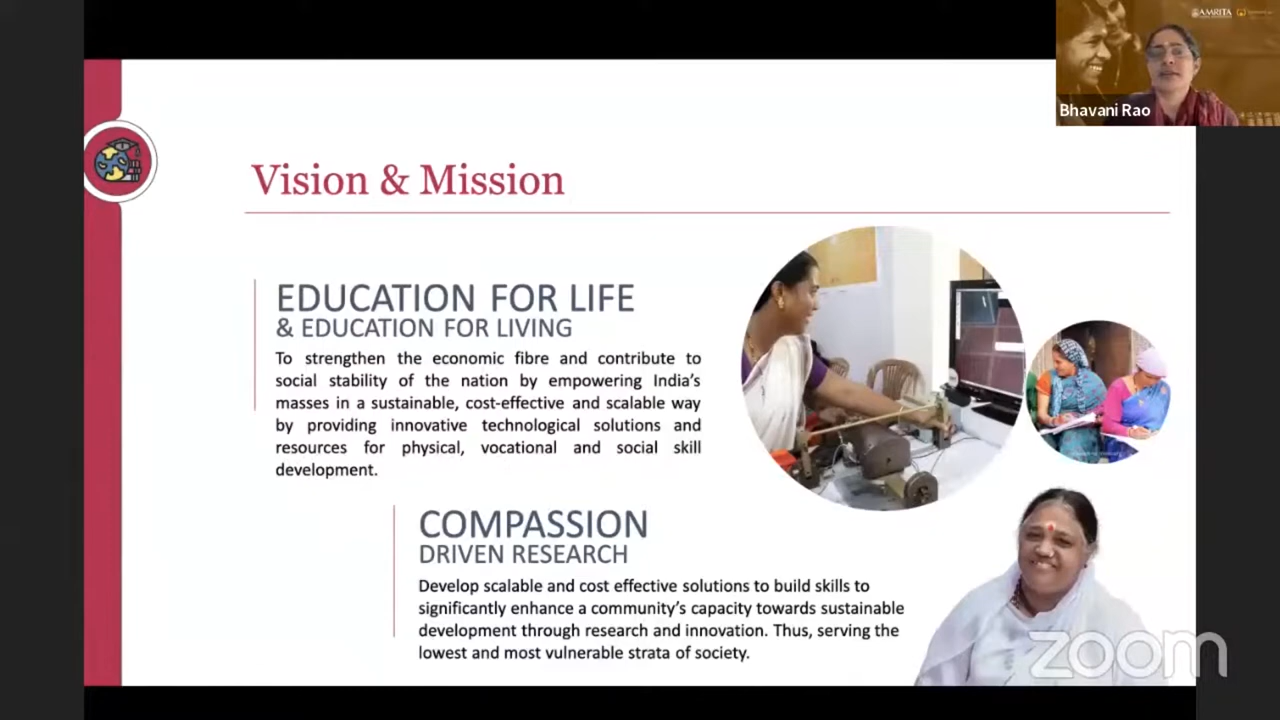 AMRITA
Bhavani Rao
Vision & Mission
EDUCATION FOR LIFE
& EDUCATION FOR LIVING
To strengthen the economic fibre and contribute to
social stability of the nation by empowering India's
masses in a sustainable, cost-effective and scalable way
by providing innovative technological solutions and
resources for physical, vocational and social skill
development.
COMPASSION
DRIVEN RESEARCH
Develop scalable and cost effective solutions to build skills to
significantly enhance a community's capacity towards sustainable
development through research and innovation. Thus, serving the
lowest and most vulnerable strata of society.
zoom